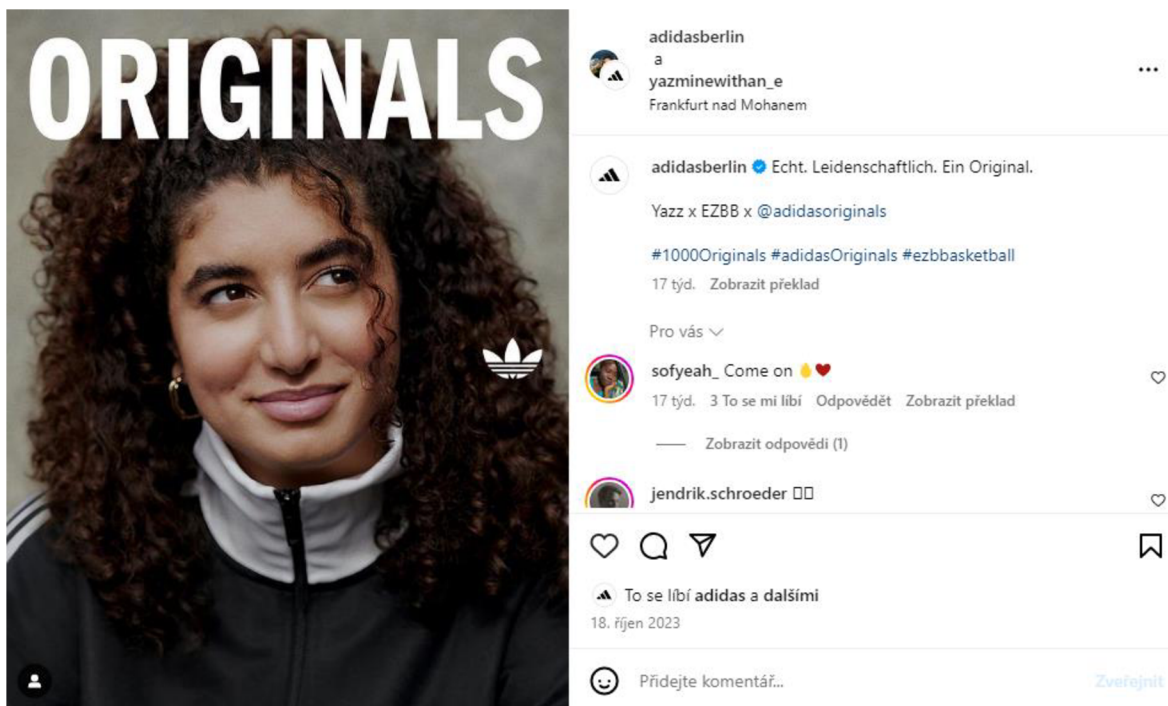 ORIGINALS
adidasberlin
a
yazminewithan_e
Frankfurt nad Mohanem
adidasberlin Echt. Leidenschaftlich. Ein Original.
Yazz x EZBB x @adidasoriginals
#1000Originals #adidasOriginals #ezbbasketball
17 týd. Zobrazit překlad
Pro vás
sofyeah_ Come on 🤚❤️
17 týd. 3 To se mi líbí Odpovědět Zobrazit překlad
Zobrazit odpovědi (1)
jendrik.schroeder
To se líbí adidas a dalšími
18. říjen 2023
Přidejte komentář...
Zveřejnit